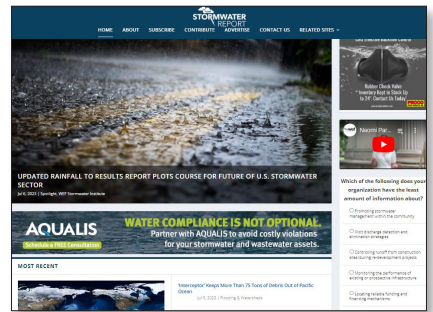 STORMWATER
REPORT
HOME ABOUT SUBSCRIBE CONTRIBUTE ADVERTISE CONTACT US RELATED SITES
Rubber Check Valve
Inventory Kept in Stock Up
to 24". Contact Us Today
UPDATED RAINFALL TO RESULTS REPORT PLOTS COURSE FOR FUTURE OF U.S. STORMWATER
SECTOR
Jul 6, 2023 | Spotlight, WEF Stormwater Institute
Naomi Par...
Which of the following does your
organization have the least
amount of information about?
Promoting stormwater
management within the community
Illicit discharge detection and
elimination strategies
Controlling runoff from construction
sites during re-development projects
Monitoring the performance of
existing or prospective infrastructure
Locating reliable funding and
financing mechanisms
AQUALIS
Schedule a FREE Consultation
WATER COMPLIANCE IS NOT OPTIONAL.
Partner with AQUALIS to avoid costly violations
for your stormwater and wastewater assets.
MOST RECENT
'Interceptor' Keeps More Than 75 Tons of Debris Out of Pacific
Ocean